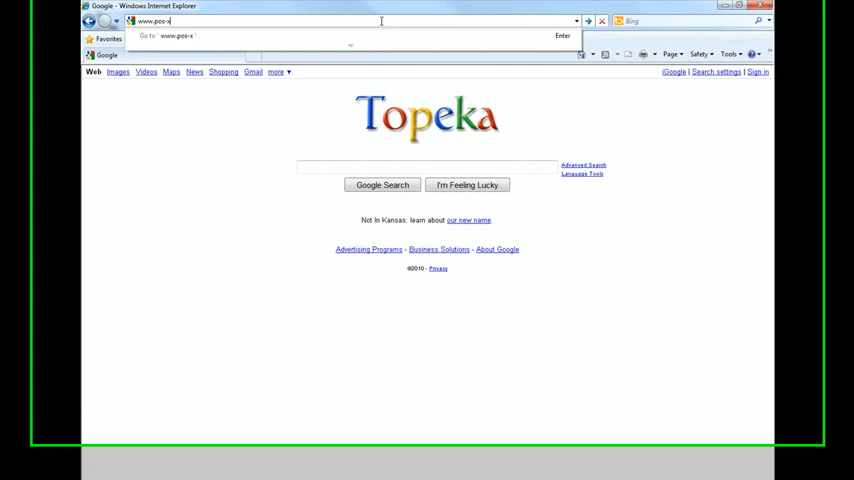 Google - Windows Internet Explorer
www.pos-x
Bing
Go to ' www.pos-x '
Enter
Favorites
Google
Page
Safety
Tools
Web Images Videos Maps News Shopping Gmail more ▼
iGoogle | Search settings | Sign in
Topeka
Advanced Search
Language Tools
Google Search
I'm Feeling Lucky
Not In Kansas: learn about our new name.
Advertising Programs - Business Solutions - About Google
©2010 - Privacy